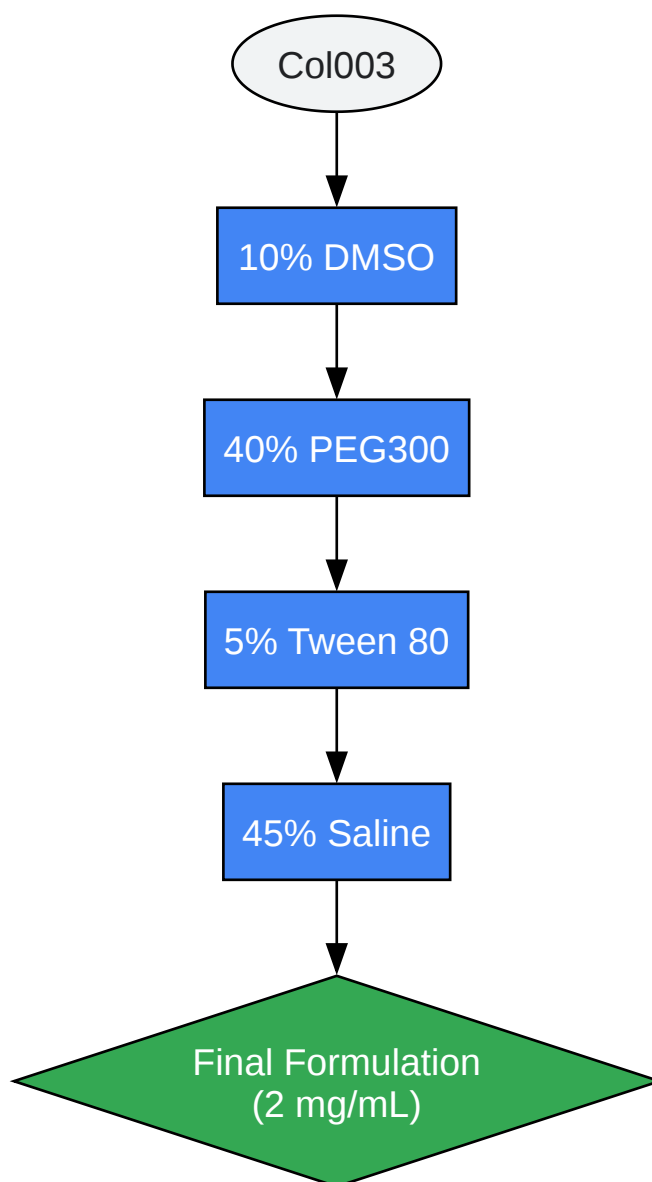 Col003
10% DMSO
40% PEG300
5% Tween 80
45% Saline
Final Formulation
(2 mg/mL)